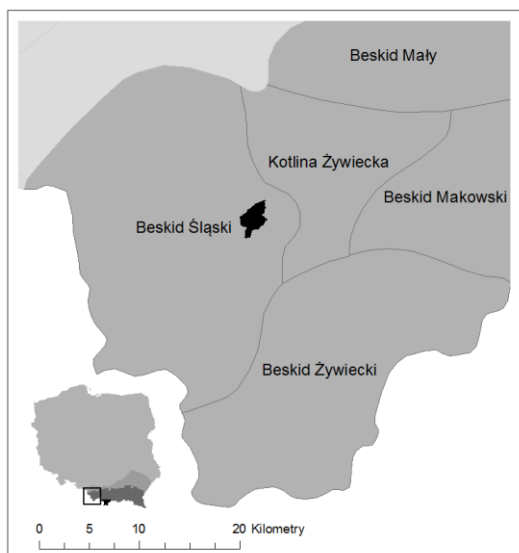 Beskid Mały
Kotlina Żywiecka
Beskid Makowski
Beskid Śląski
Beskid Żywiecki
0 5 10 20 Kilometry